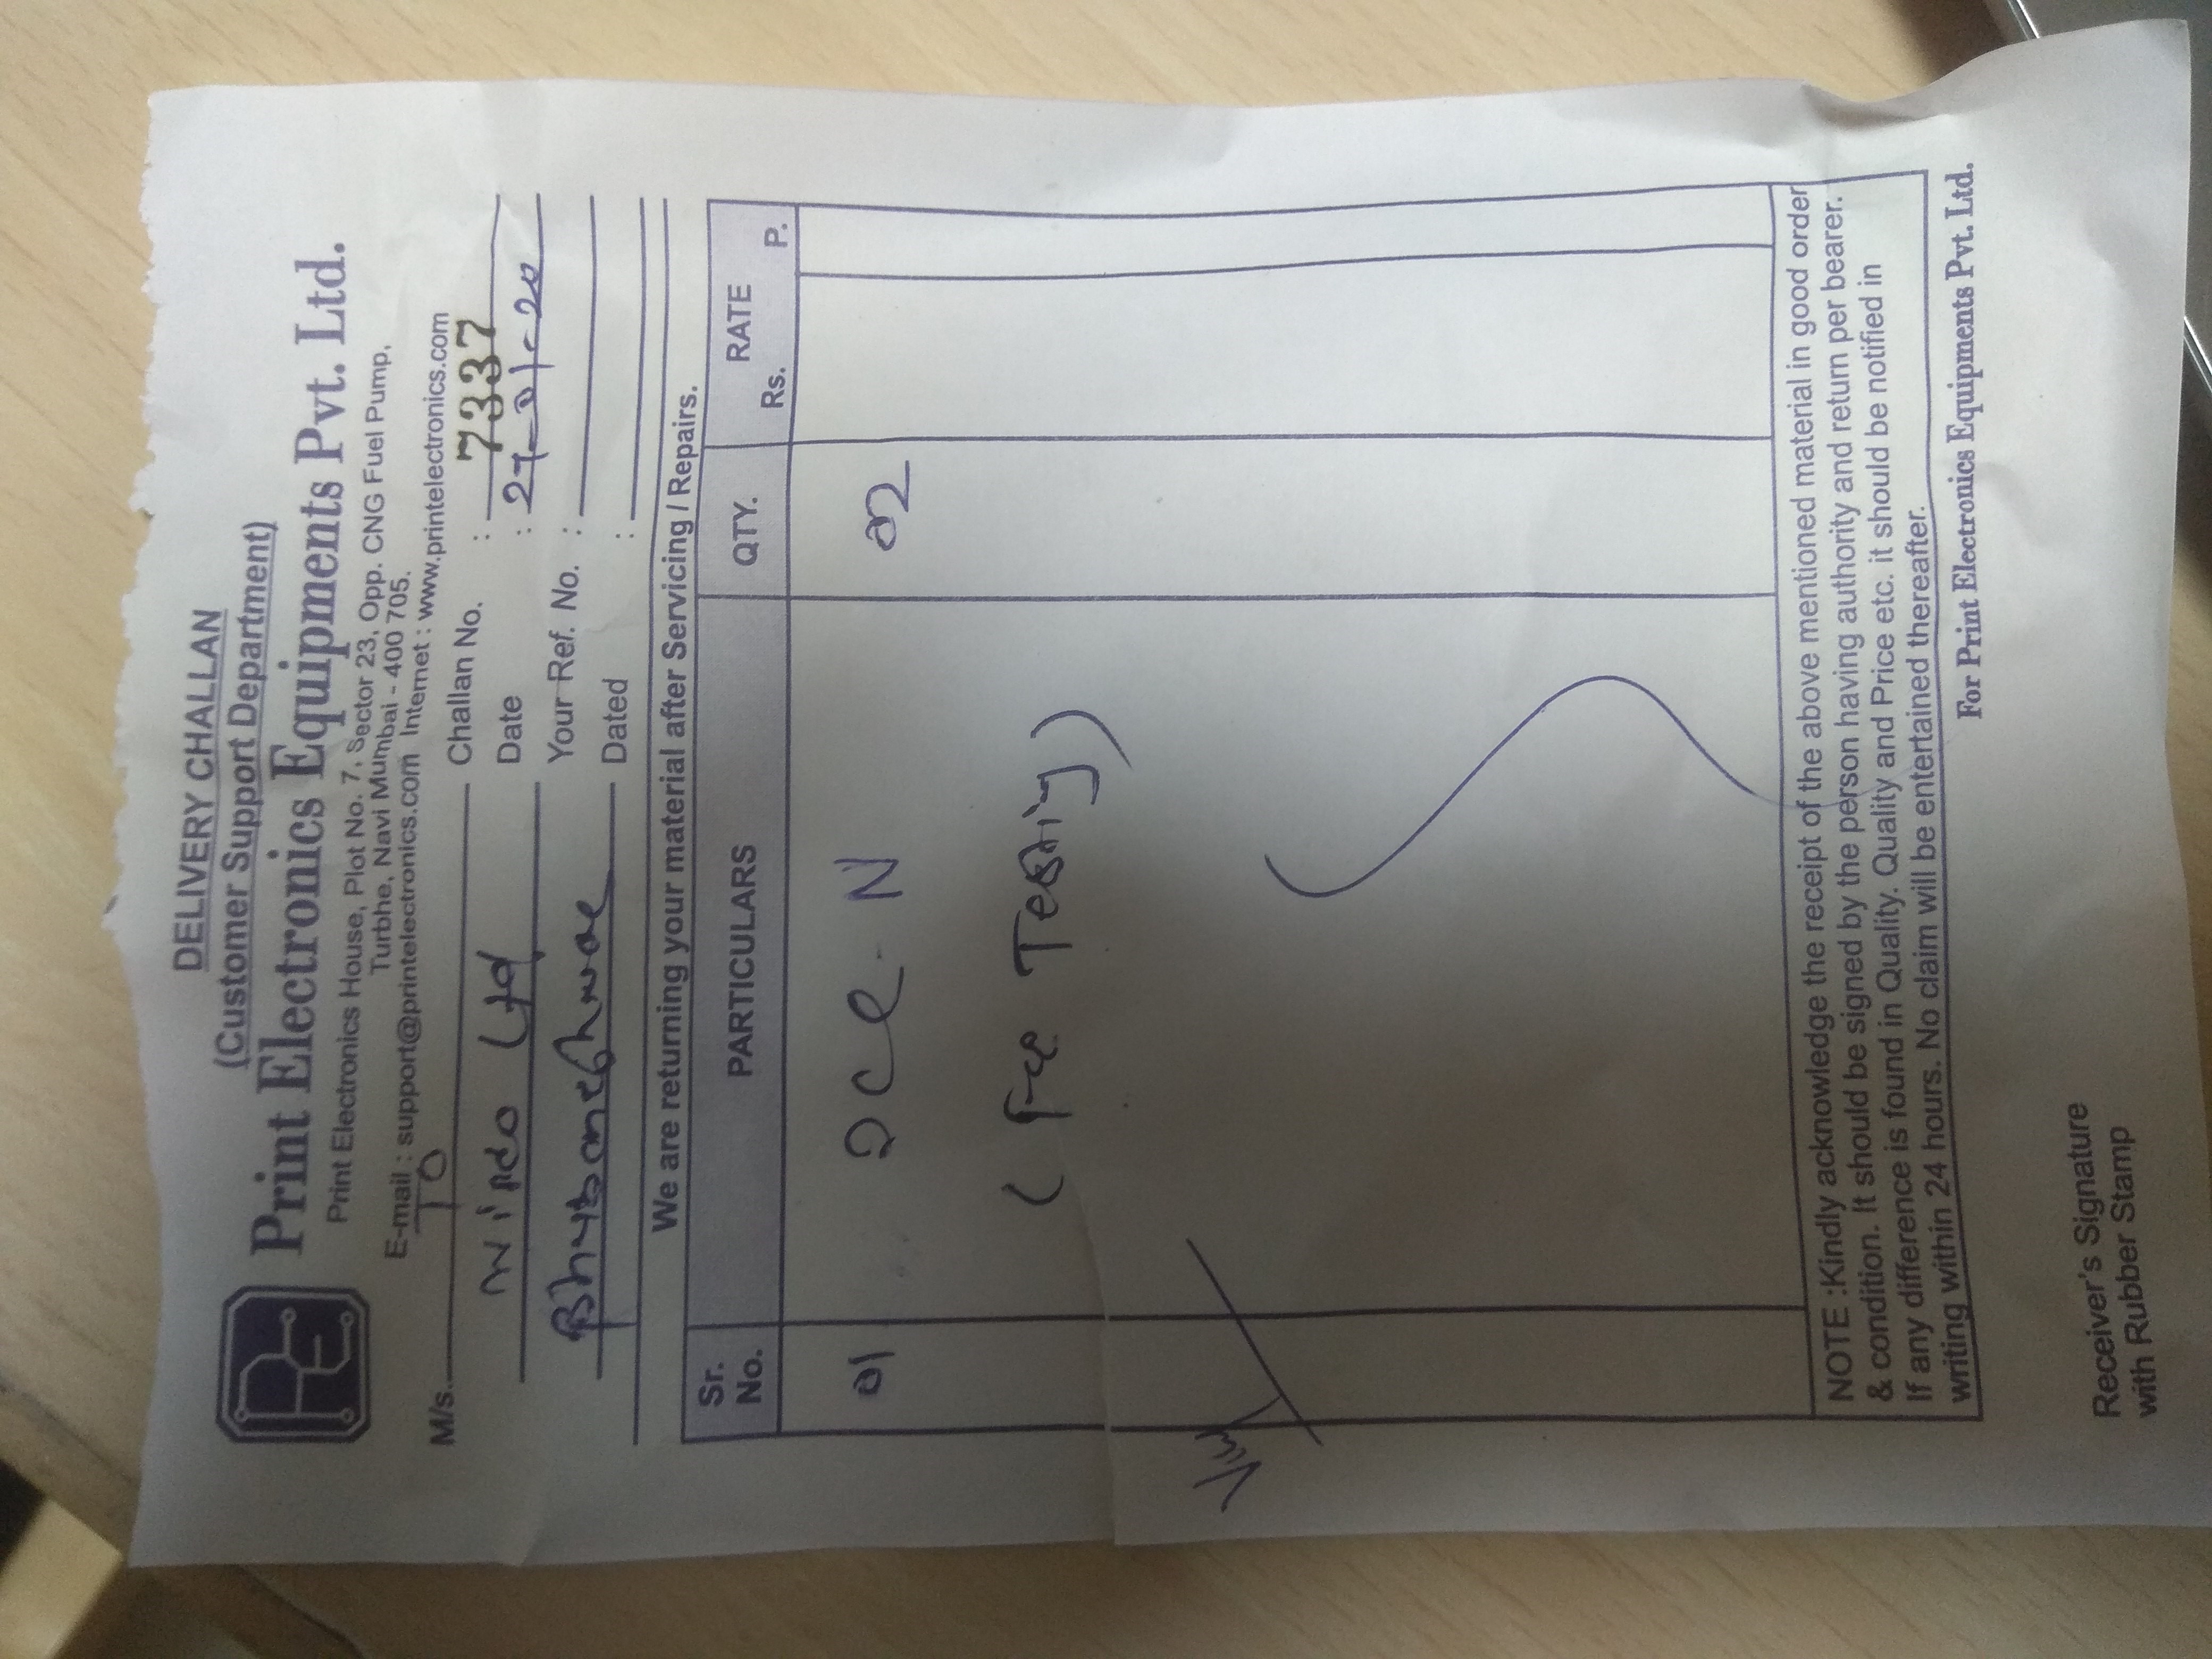 DELIVERY CHALLAN
(Customer Support Department)
Print Electronics Equipments Pvt. Ltd.
Print Electronics House, Plot No. 7, Sector 23, Opp. CNG Fuel Pump,
Turbhe, Navi Mumbai - 400 705.
E-mail : support@printelectronics.com Internet : www.printelectronics.com
M/s. TO
Challan No. : 7337
Ltd
Date : 27-01-20
Your Ref. No. :
Dated :
We are returning your material after Servicing / Repairs.
Sr. No. PARTICULARS QTY. RATE Rs. P.
01 N 02
Testing)
NOTE :Kindly acknowledge the receipt of the above mentioned material in good order
& condition. It should be signed by the person having authority and return per bearer.
If any difference is found in Quality. Quality and Price etc. it should be notified in
writing within 24 hours. No claim will be entertained thereafter.
For Print Electronics Equipments Pvt. Ltd.
Receiver's Signature
with Rubber Stamp